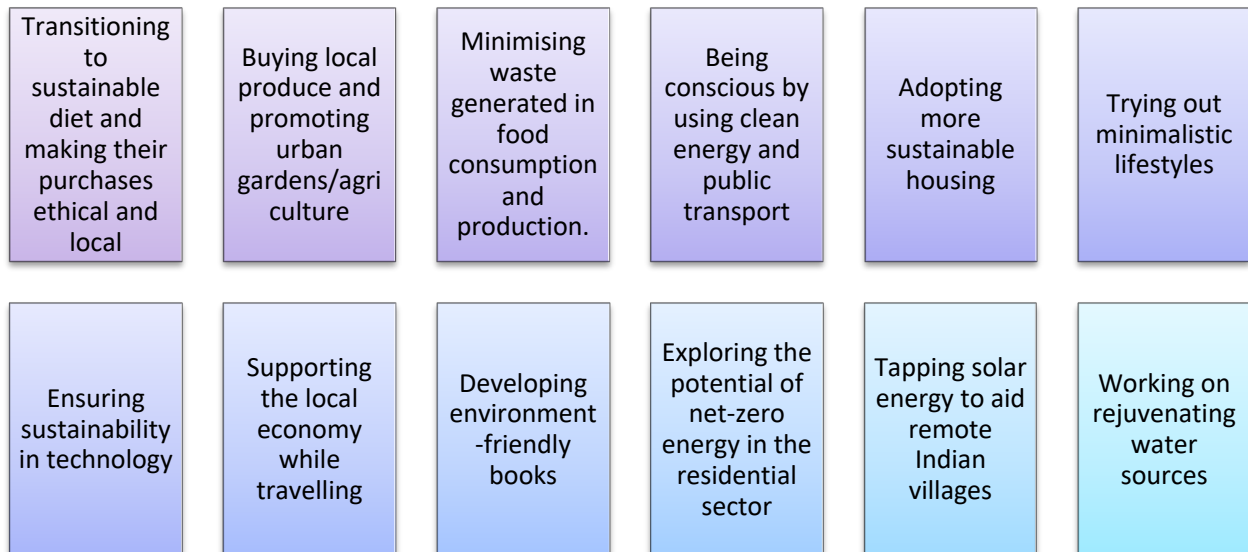 Transitioning
to
sustainable
diet and
making their
purchases
ethical and
local
Buying local
produce and
promoting
urban
gardens/agri
culture
Minimising
waste
generated in
food
consumption
and
production.
Being
conscious by
using clean
energy and
public
transport
Adopting
more
sustainable
housing
Trying out
minimalistic
lifestyles
Ensuring
sustainability
in technology
Supporting
the local
economy
while
travelling
Developing
environment
-friendly
books
Exploring the
potential of
net-zero
energy in the
residential
sector
Tapping solar
energy to aid
remote
Indian
villages
Working on
rejuvenating
water
sources